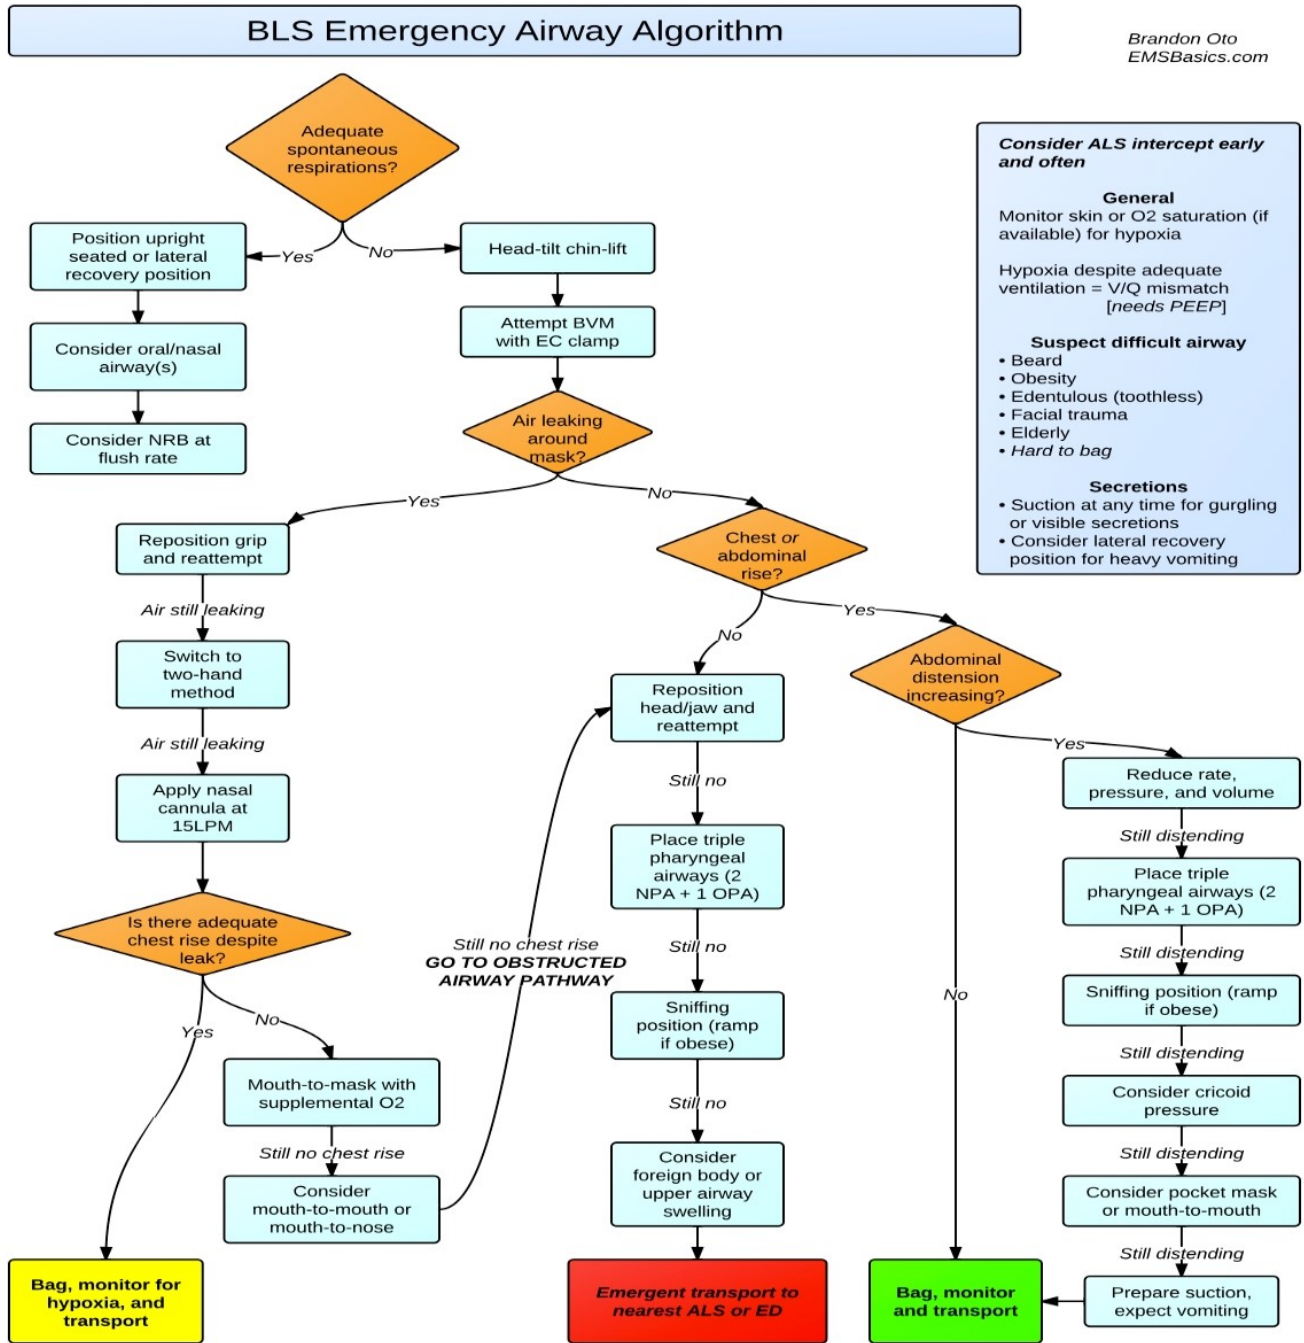 BLS Emergency Airway Algorithm
Brandon Oto
EMSBasics.com
Adequate
spontaneous
respirations?
Yes
No
Position upright
seated or lateral
recovery position
Consider oral/nasal
airway(s)
Consider NRB at
flush rate
Head-tilt chin-lift
Attempt BVM
with EC clamp
Air leaking
around
mask?
Yes
No
Reposition grip
and reattempt
Air still leaking
Switch to
two-hand
method
Air still leaking
Apply nasal
cannula at
15LPM
Is there adequate
chest rise despite
leak?
Yes
No
Mouth-to-mask with
supplemental O2
Still no chest rise
Consider
mouth-to-mouth or
mouth-to-nose
Still no chest rise
GO TO OBSTRUCTED
AIRWAY PATHWAY
Bag, monitor for
hypoxia, and
transport
Chest or
abdominal
rise?
No
Yes
Reposition
head/jaw and
reattempt
Still no
Place triple
pharyngeal
airways (2
NPA + 1 OPA)
Still no
Sniffing
position (ramp
if obese)
Still no
Consider
foreign body or
upper airway
swelling
Emergent transport to
nearest ALS or ED
Abdominal
distension
increasing?
No
Yes
Reduce rate,
pressure, and volume
Still distending
Place triple
pharyngeal airways (2
NPA + 1 OPA)
Still distending
Sniffing position (ramp
if obese)
Still distending
Consider cricoid
pressure
Still distending
Consider pocket mask
or mouth-to-mouth
Still distending
Prepare suction,
expect vomiting
Bag, monitor
and transport
Consider ALS intercept early
and often
General
Monitor skin or O2 saturation (if
available) for hypoxia
Hypoxia despite adequate
ventilation = V/Q mismatch
[needs PEEP]
Suspect difficult airway
• Beard
• Obesity
• Edentulous (toothless)
• Facial trauma
• Elderly
• Hard to bag
Secretions
• Suction at any time for gurgling
or visible secretions
• Consider lateral recovery
position for heavy vomiting